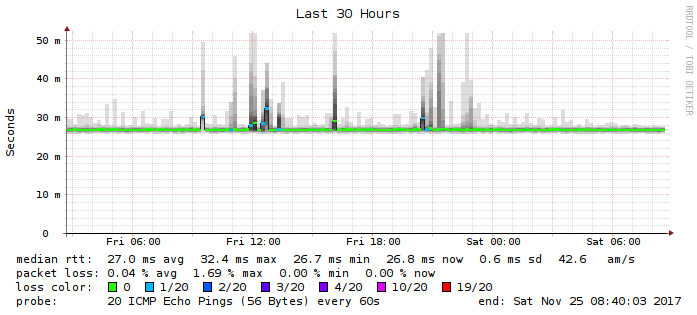 Last 30 Hours
RRDTOOL / TOBI OETIKER
Seconds
50 m
40 m
30 m
20 m
10 m
0
Fri 06:00 Fri 12:00 Fri 18:00 Sat 00:00 Sat 06:00
median rtt: 27.0 ms avg 32.4 ms max 26.7 ms min 26.8 ms now 0.6 ms sd 42.6 am/s
packet loss: 0.04 % avg 1.69 % max 0.00 % min 0.00 % now
loss color: 0 1/20 2/20 3/20 4/20 10/20 19/20
probe: 20 ICMP Echo Pings (56 Bytes) every 60s end: Sat Nov 25 08:40:03 2017